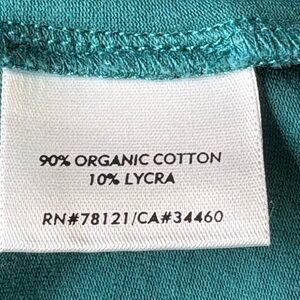 90% ORGANIC COTTON
10% LYCRA
RN#78121/CA#34460